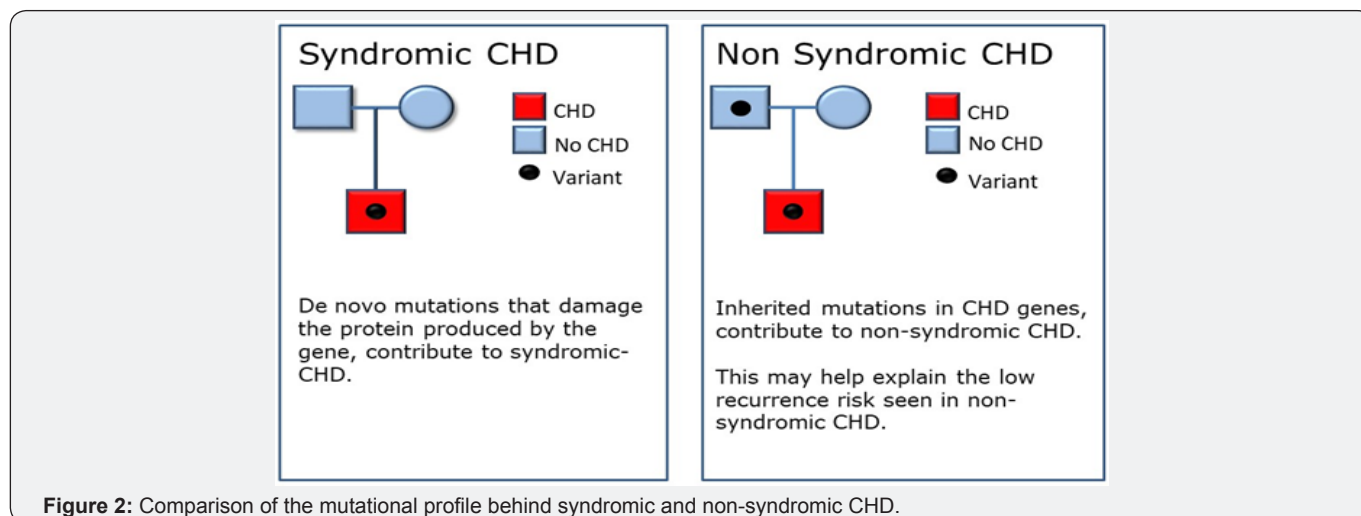 Syndromic CHD
CHD
No CHD
Variant
De novo mutations that damage
the protein produced by the
gene, contribute to syndromic-
CHD.
Non Syndromic CHD
CHD
No CHD
Variant
Inherited mutations in CHD genes,
contribute to non-syndromic CHD.
This may help explain the low
recurrence risk seen in non-
syndromic CHD.
Figure 2: Comparison of the mutational profile behind syndromic and non-syndromic CHD.